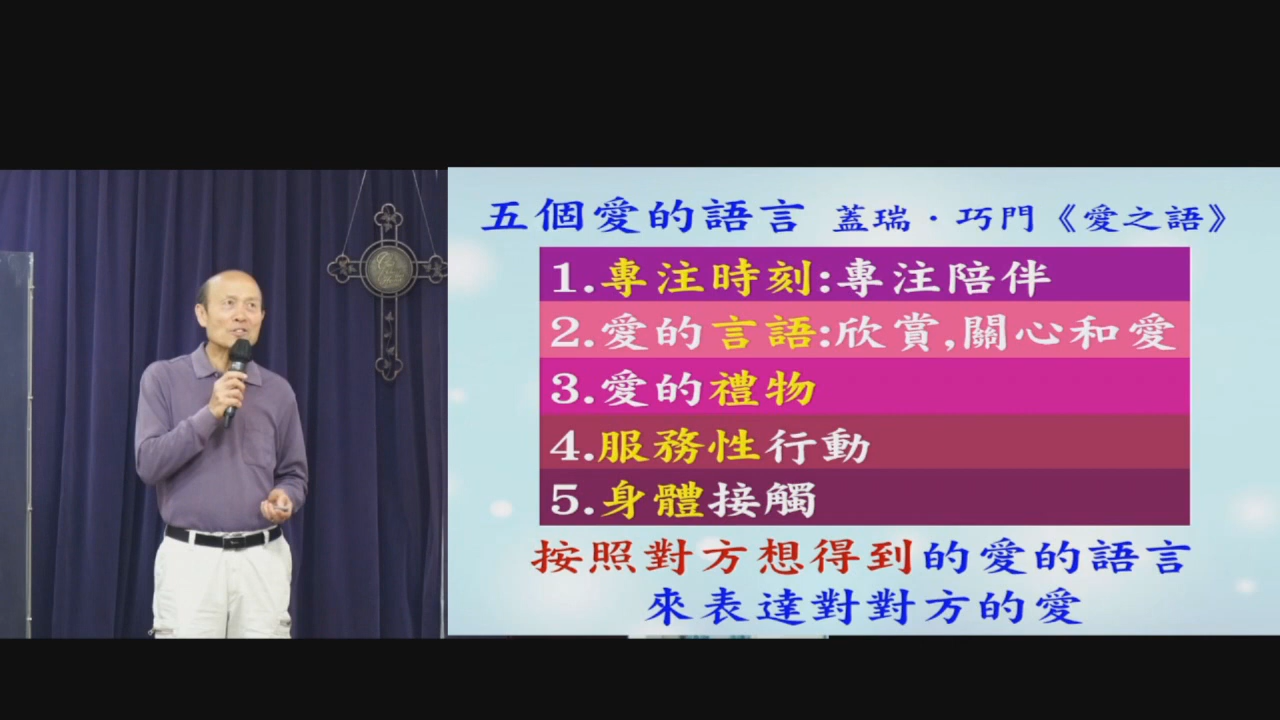 五個愛的語言 蓋瑞・巧門《愛之語》
1.專注時刻:專注陪伴
2.愛的言語:欣賞,關心和愛
3.愛的禮物
4.服務性行動
5.身體接觸
按照對方想得到的愛的語言
來表達對對方的愛